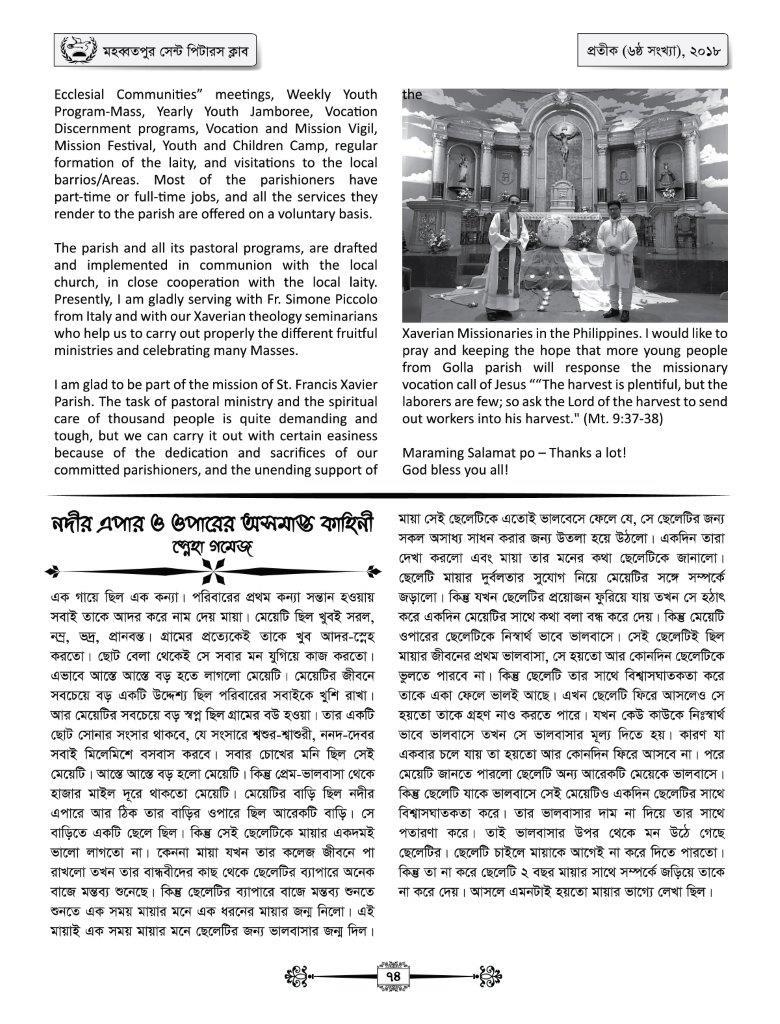 মহব্বতপুর সেন্ট পিটারস ক্লাব
প্রতীক (৬ষ্ঠ সংখ্যা), ২০১৮
Ecclesial Communities” meetings, Weekly Youth
Program-Mass, Yearly Youth Jamboree, Vocation
Discernment programs, Vocation and Mission Vigil,
Mission Festival, Youth and Children Camp, regular
formation of the laity, and visitations to the local
barrios/Areas. Most of the parishioners have
part-time or full-time jobs, and all the services they
render to the parish are offered on a voluntary basis.
The parish and all its pastoral programs, are drafted
and implemented in communion with the local
church, in close cooperation with the local laity.
Presently, I am gladly serving with Fr. Simone Piccolo
from Italy and with our Xaverian theology seminarians
who help us to carry out properly the different fruitful
ministries and celebrating many Masses.
I am glad to be part of the mission of St. Francis Xavier
Parish. The task of pastoral ministry and the spiritual
care of thousand people is quite demanding and
tough, but we can carry it out with certain easiness
because of the dedication and sacrifices of our
committed parishioners, and the unending support of
the
Xaverian Missionaries in the Philippines. I would like to
pray and keeping the hope that more young people
from Golla parish will response the missionary
vocation call of Jesus ““The harvest is plentiful, but the
laborers are few; so ask the Lord of the harvest to send
out workers into his harvest." (Mt. 9:37-38)
Maraming Salamat po – Thanks a lot!
God bless you all!
নদীর এপার ও ওপারের অসমাপ্ত কাহিনী
স্নেহা গমেজ
এক গায়ে ছিল এক কন্যা। পরিবারের প্রথম কন্যা সন্তান হওয়ায়
সবাই তাকে আদর করে নাম দেয় মায়া। মেয়েটি ছিল খুবই সরল,
নম্র, ভদ্র, প্রানবন্ত। গ্রামের প্রত্যেকেই তাকে খুব আদর-স্নেহ
করতো। ছোট বেলা থেকেই সে সবার মন যুগিয়ে কাজ করতো।
এভাবে আস্তে আস্তে বড় হতে লাগলো মেয়েটি। মেয়েটির জীবনে
সবচেয়ে বড় একটি উদ্দেশ্য ছিল পরিবারের সবাইকে খুশি রাখা।
আর মেয়েটির সবচেয়ে বড় স্বপ্ন ছিল গ্রামের বউ হওয়া। তার একটি
ছোট সোনার সংসার থাকবে, যে সংসারে শ্বশুর-শ্বাশুরী, ননদ-দেবর
সবাই মিলেমিশে বসবাস করবে। সবার চোখের মনি ছিল সেই
মেয়েটি। আস্তে আস্তে বড় হলো মেয়েটি। কিন্তু প্রেম-ভালবাসা থেকে
হাজার মাইল দূরে থাকতো মেয়েটি। মেয়েটির বাড়ি ছিল নদীর
এপারে আর ঠিক তার বাড়ির ওপারে ছিল আরেকটি বাড়ি। সে
বাড়িতে একটি ছেলে ছিল। কিন্তু সেই ছেলেটিকে মায়ার একদমই
ভালো লাগতো না। কেননা মায়া যখন তার কলেজ জীবনে পা
রাখলো তখন তার বান্ধবীদের কাছ থেকে ছেলেটির ব্যাপারে অনেক
বাজে মন্তব্য শুনেছে। কিন্তু ছেলেটির ব্যাপারে বাজে মন্তব্য শুনতে
শুনতে এক সময় মায়ার মনে এক ধরনের মায়ার জন্ম নিলো। এই
মায়াই এক সময় মায়ার মনে ছেলেটির জন্য ভালবাসার জন্ম দিল।
মায়া সেই ছেলেটিকে এতোই ভালবেসে ফেলে যে, সে ছেলেটির জন্য
সকল অসাধ্য সাধন করার জন্য উতলা হয়ে উঠলো। একদিন তারা
দেখা করলো এবং মায়া তার মনের কথা ছেলেটিকে জানালো।
ছেলেটি মায়ার দুর্বলতার সুযোগ নিয়ে মেয়েটির সঙ্গে সম্পর্কে
জড়ালো। কিন্তু যখন ছেলেটির প্রয়োজন ফুরিয়ে যায় তখন সে হঠাৎ
করে একদিন মেয়েটির সাথে কথা বলা বন্ধ করে দেয়। কিন্তু মেয়েটি
ওপারের ছেলেটিকে নিস্বার্থ ভাবে ভালবাসে। সেই ছেলেটিই ছিল
মায়ার জীবনের প্রথম ভালবাসা, সে হয়তো আর কোনদিন ছেলেটিকে
ভুলতে পারবে না। কিন্তু ছেলেটি তার সাথে বিশ্বাসঘাতকতা করে
তাকে একা ফেলে ভালই আছে। এখন ছেলেটি ফিরে আসলেও সে
হয়তো তাকে গ্রহণ নাও করতে পারে। যখন কেউ কাউকে নিঃস্বার্থ
ভাবে ভালবাসে তখন সে ভালবাসার মূল্য দিতে হয়। কারণ যা
একবার চলে যায় তা হয়তো আর কোনদিন ফিরে আসবে না। পরে
মেয়েটি জানতে পারলো ছেলেটি অন্য আরেকটি মেয়েকে ভালবাসে।
কিন্তু ছেলেটি যাকে ভালবাসে সেই মেয়েটিও একদিন ছেলেটির সাথে
বিশ্বাসঘাতকতা করে। তার ভালবাসার দাম না দিয়ে তার সাথে
পতারণা করে। তাই ভালবাসার উপর থেকে মন উঠে গেছে
ছেলেটির। ছেলেটি চাইলে মায়াকে আগেই না করে দিতে পারতো।
কিন্তু তা না করে ছেলেটি ২ বছর মায়ার সাথে সম্পর্কে জড়িয়ে তাকে
না করে দেয়। আসলে এমনটাই হয়তো মায়ার ভাগ্যে লেখা ছিল।
৭৪